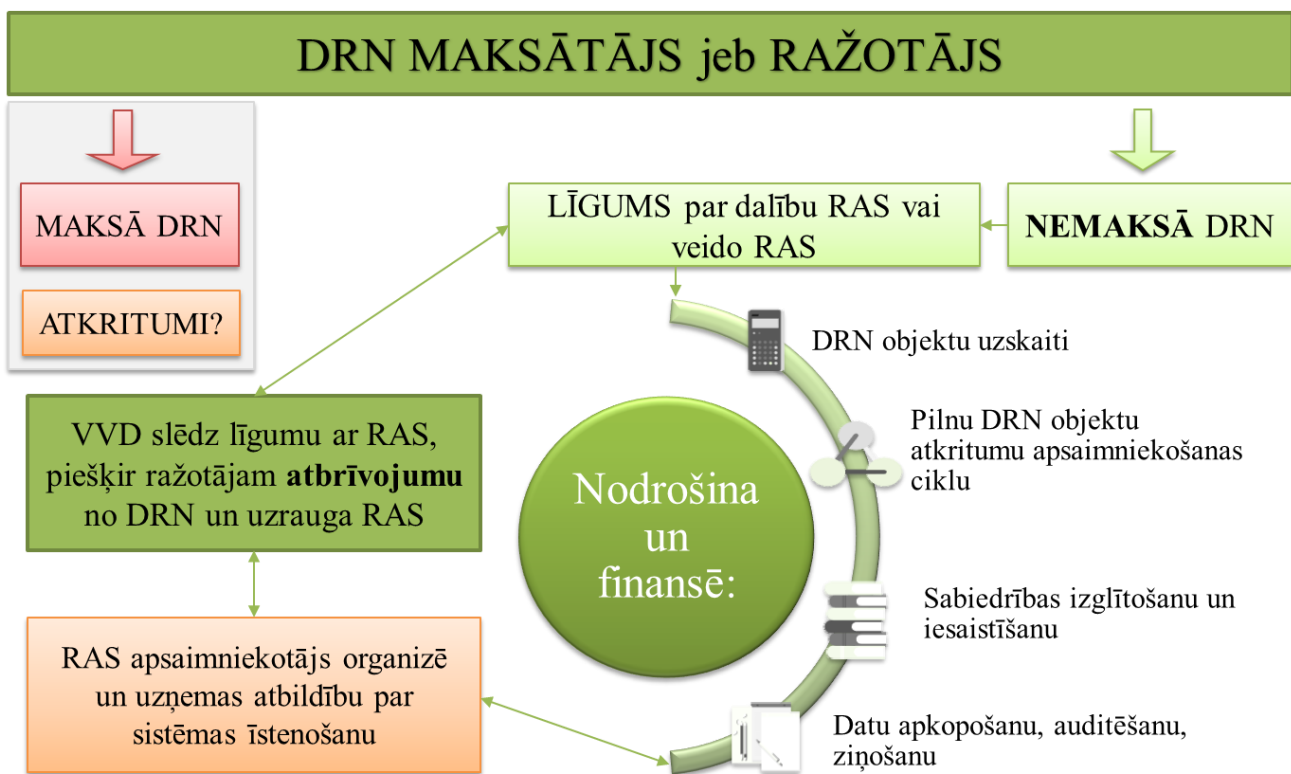 DRN MAKSĀTĀJS jeb RAŽOTĀJS
MAKSĀ DRN
ATKRITUMI?
LĪGUMS par dalību RAS vai
veido RAS
NEMAKSĀ DRN
VVD slēdz līgumu ar RAS,
piešķir ražotājam atbrīvojumu
no DRN un uzrauga RAS
RAS apsaimniekotājs organizē
un uzņemas atbildību par
sistēmas īstenošanu
Nodrošina
un
finansē:
DRN objektu uzskaiti
Pilnu DRN objektu
atkritumu apsaimniekošanas
ciklu
Sabiedrības izglītošanu un
iesaistīšanu
Datu apkopošanu, auditēšanu,
ziņošanu